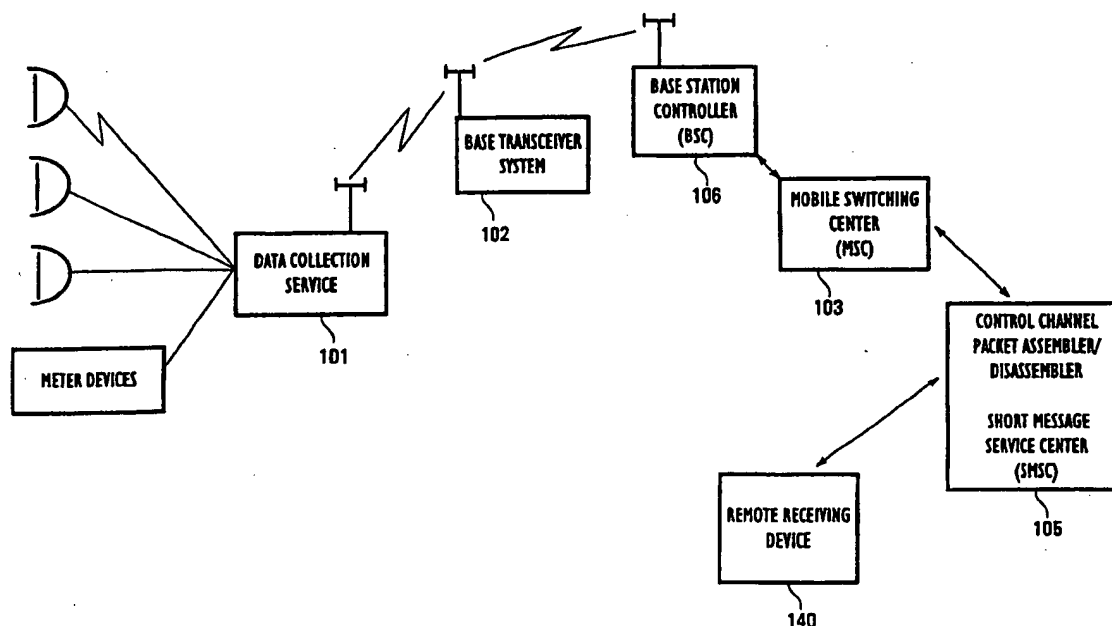 BASE STATION
CONTROLLER
(BSC)
106
BASE TRANSCEIVER
SYSTEM
102
MOBILE SWITCHING
CENTER
(MSC)
103
DATA COLLECTION
SERVICE
101
METER DEVICES
CONTROL CHANNEL
PACKET ASSEMBLER/
DISASSEMBLER
SHORT MESSAGE
SERVICE CENTER
(SMSC)
105
REMOTE RECEIVING
DEVICE
140